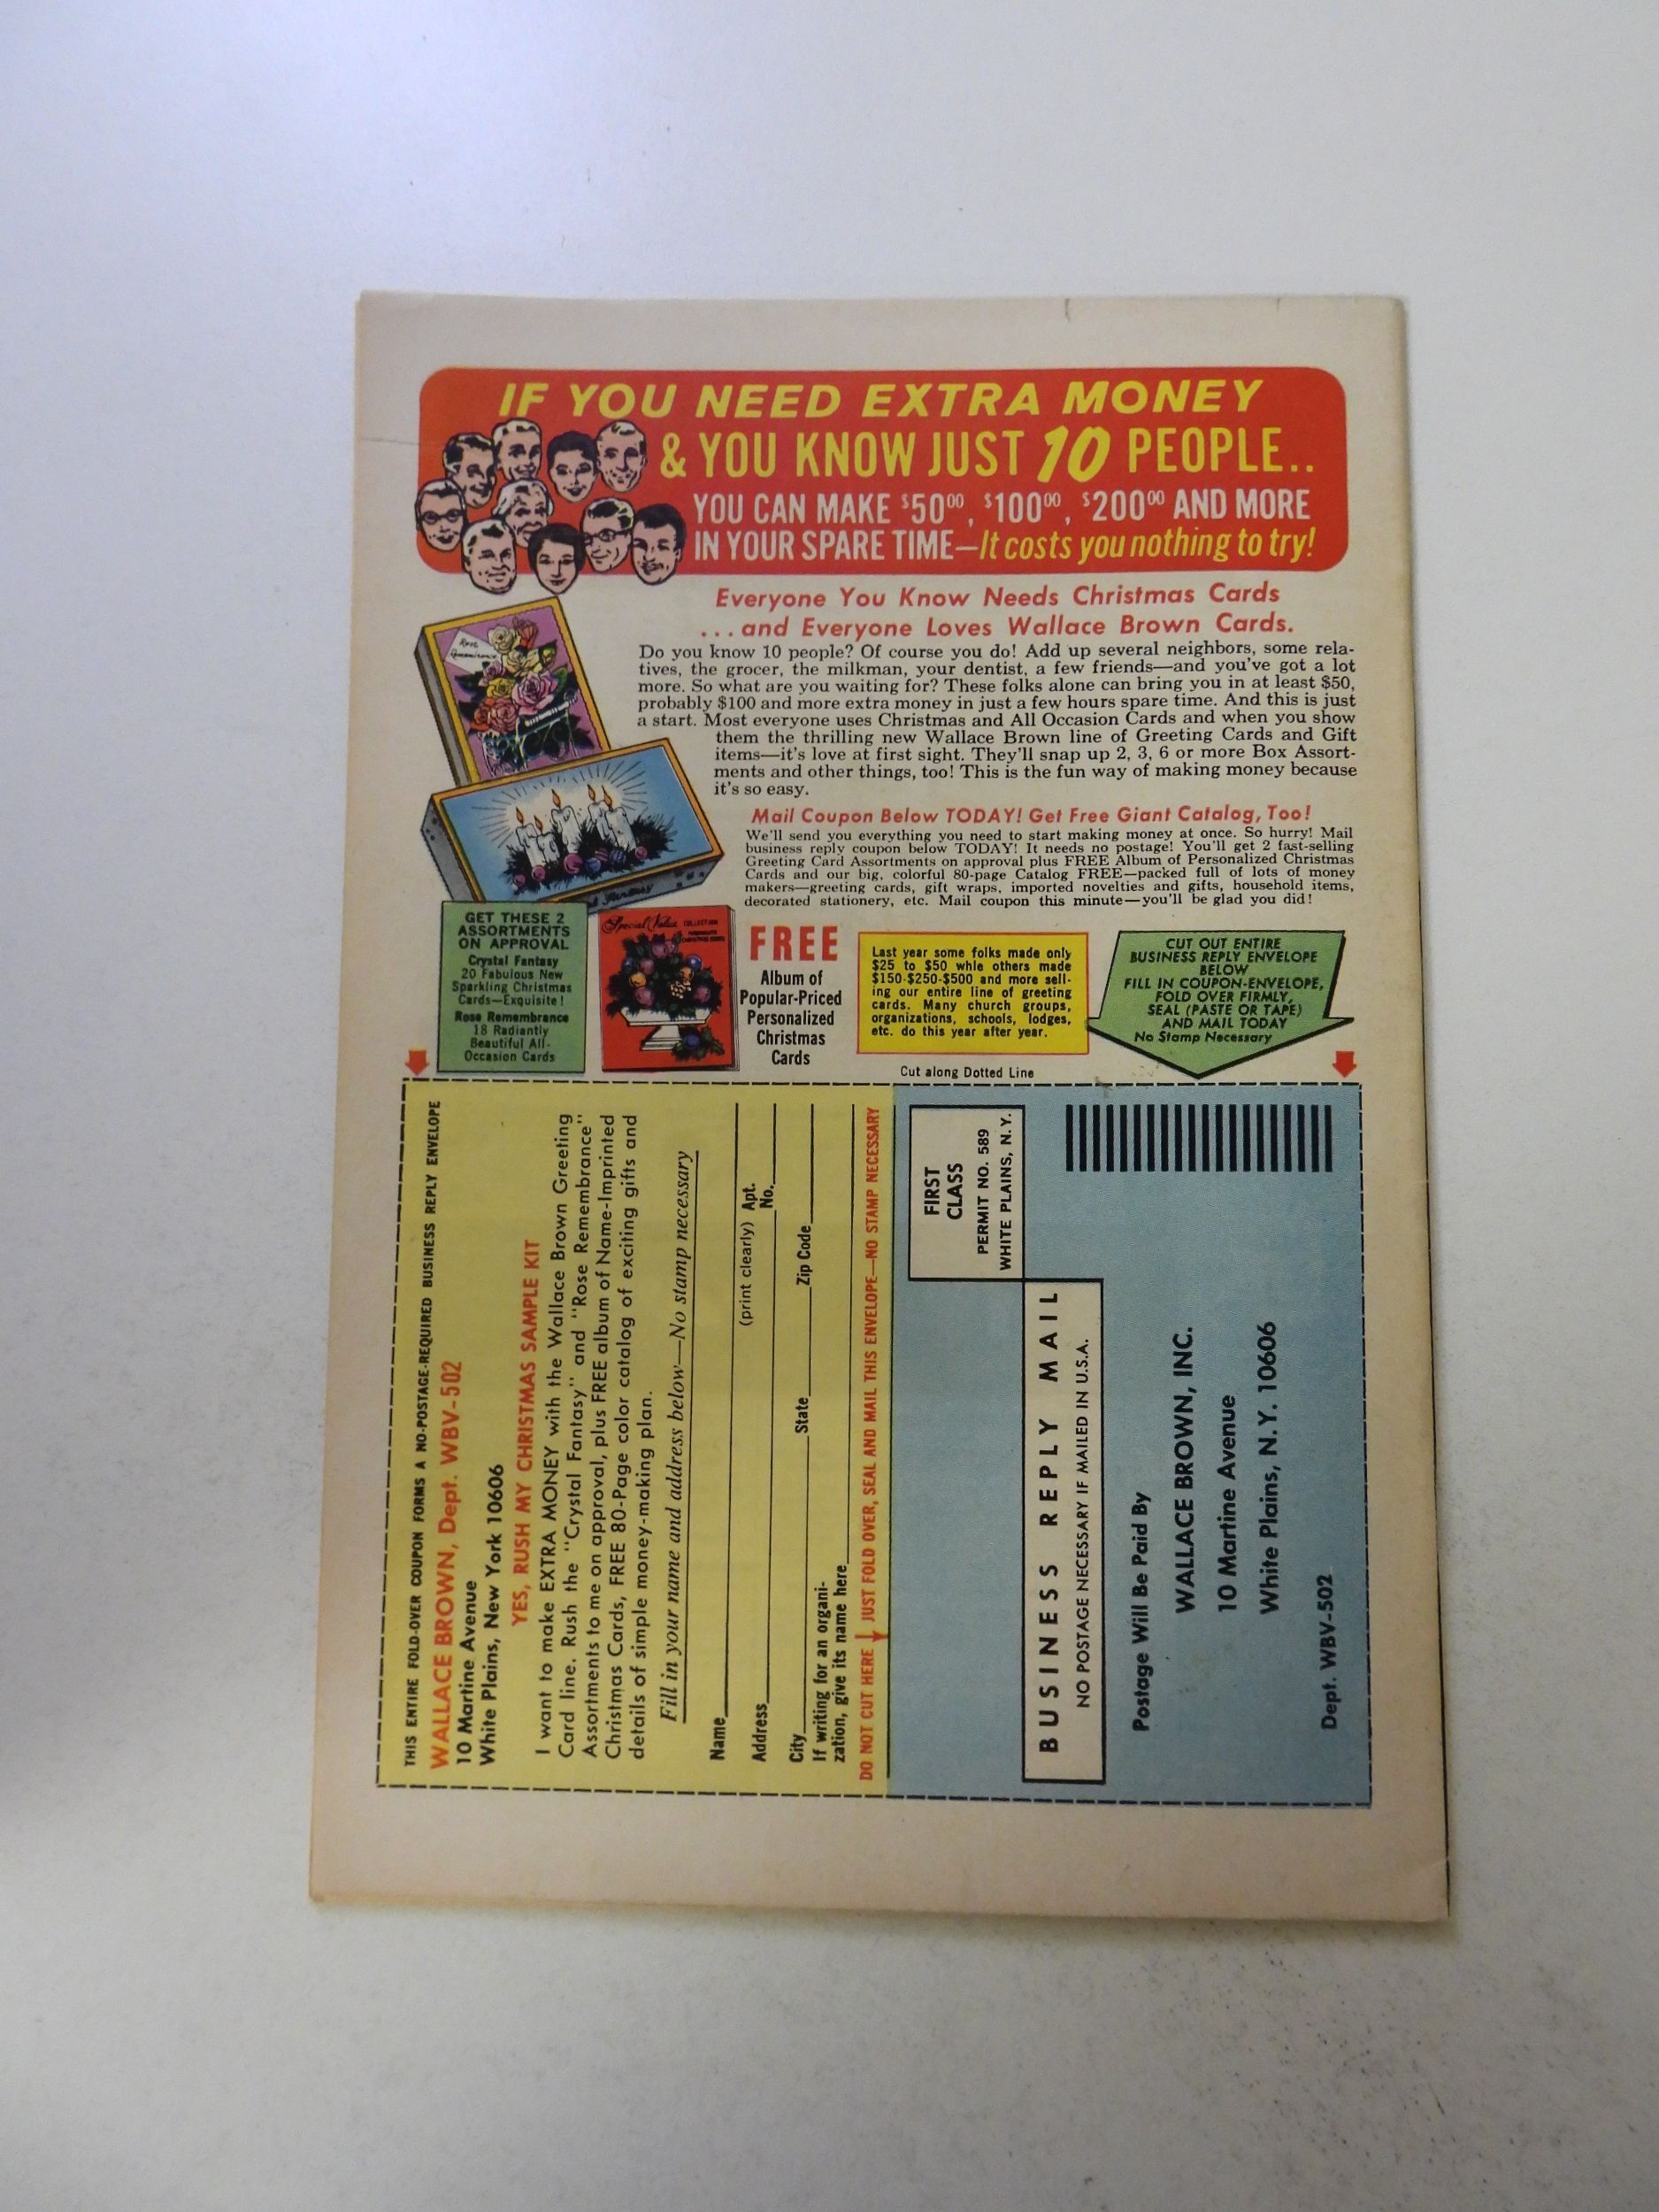 IF YOU NEED EXTRA MONEY
& YOU KNOW JUST 10 PEOPLE..
YOU CAN MAKE $50⁰⁰, $100⁰⁰, $200⁰⁰ AND MORE
IN YOUR SPARE TIME—It costs you nothing to try!
Everyone You Know Needs Christmas Cards
...and Everyone Loves Wallace Brown Cards.
Do you know 10 people? Of course you do! Add up several neighbors, some rela-
tives, the grocer, the milkman, your dentist, a few friends—and you've got a lot
more. So what are you waiting for? These folks alone can bring you in at least $50,
probably $100 and more extra money in just a few hours spare time. And this is just
a start. Most everyone uses Christmas and All Occasion Cards and when you show
them the thrilling new Wallace Brown line of Greeting Cards and Gift
items—it's love at first sight. They'll snap up 2, 3, 6 or more Box Assort-
ments and other things, too! This is the fun way of making money because
it's so easy.
Rose
Remembrance
Mail Coupon Below TODAY! Get Free Giant Catalog, Too!
We'll send you everything you need to start making money at once. So hurry! Mail
business reply coupon below TODAY! It needs no postage! You'll get 2 fast-selling
Greeting Card Assortments on approval plus FREE Album of Personalized Christmas
Cards and our big, colorful 80-page Catalog FREE—packed full of lots of money
makers—greeting cards, gift wraps, imported novelties and gifts, household items,
decorated stationery, etc. Mail coupon this minute—you'll be glad you did!
Fantasy
GET THESE 2
ASSORTMENTS
ON APPROVAL
Crystal Fantasy
20 Fabulous New
Sparkling Christmas
Cards—Exquisite!
Rose Remembrance
18 Radiantly
Beautiful All-
Occasion Cards
Special Value COLLECTION
CHRISTMAS CARDS
FREE
Album of
Popular-Priced
Personalized
Christmas
Cards
Last year some folks made only
$25 to $50 whle others made
$150-$250-$500 and more sell-
ing our entire line of greeting
cards. Many church groups,
organizations, schools, lodges,
etc. do this year after year.
CUT OUT ENTIRE
BUSINESS REPLY ENVELOPE
BELOW
FILL IN COUPON-ENVELOPE,
FOLD OVER FIRMLY,
SEAL (PASTE OR TAPE)
AND MAIL TODAY
No Stamp Necessary
Cut along Dotted Line
THIS ENTIRE FOLD-OVER COUPON FORMS A NO-POSTAGE-REQUIRED BUSINESS REPLY ENVELOPE
WALLACE BROWN, Dept. WBV-502
10 Martine Avenue
White Plains, New York 10606
YES, RUSH MY CHRISTMAS SAMPLE KIT
I want to make EXTRA MONEY with the Wallace Brown Greeting
Card line. Rush the "Crystal Fantasy" and "Rose Remembrance"
Assortments to me on approval, plus FREE album of Name-Imprinted
Christmas Cards, FREE 80-Page color catalog of exciting gifts and
details of simple money-making plan.
Fill in your name and address below—No stamp necessary
Name
(print clearly)
Address Apt. No.
City State Zip Code
If writing for an organi-
zation, give its name here
DO NOT CUT HERE JUST FOLD OVER, SEAL AND MAIL THIS ENVELOPE—NO STAMP NECESSARY
FIRST
CLASS
PERMIT NO. 589
WHITE PLAINS, N.Y.
BUSINESS REPLY MAIL
NO POSTAGE NECESSARY IF MAILED IN U.S.A.
Postage Will Be Paid By
WALLACE BROWN, INC.
10 Martine Avenue
White Plains, N.Y. 10606
Dept. WBV-502